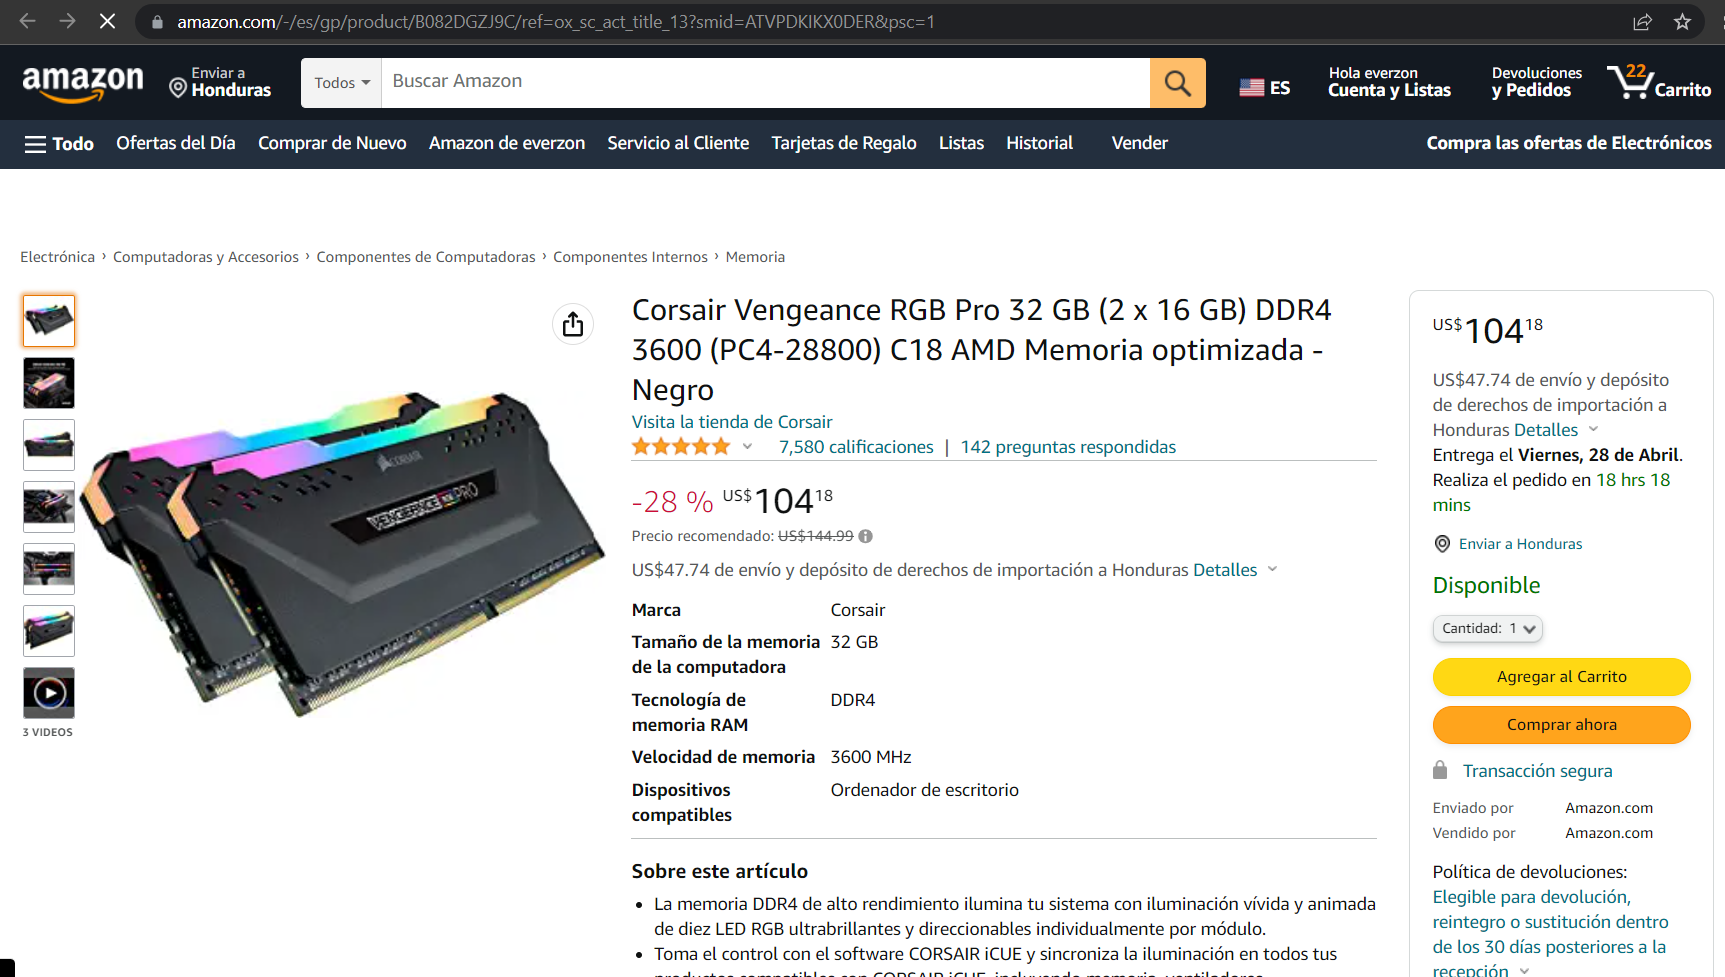 amazon.com/-/es/gp/product/B082DGZJ9C/ref=ox_sc_act_title_13?smid=ATVPDKIKX0DER&psc=1
amazon
Enviar a
Honduras
Todos
Buscar Amazon
ES
Hola everzon
Cuenta y Listas
Devoluciones
y Pedidos
22
Carrito
Todo
Ofertas del Día
Comprar de Nuevo
Amazon de everzon
Servicio al Cliente
Tarjetas de Regalo
Listas
Historial
Vender
Compra las ofertas de Electrónicos
Electrónica › Computadoras y Accesorios › Componentes de Computadoras › Componentes Internos › Memoria
3 VIDEOS
CORSAIR
VENGEANCE RGB PRO
Corsair Vengeance RGB Pro 32 GB (2 x 16 GB) DDR4
3600 (PC4-28800) C18 AMD Memoria optimizada -
Negro
Visita la tienda de Corsair
7,580 calificaciones | 142 preguntas respondidas
-28 % US$104 18
Precio recomendado: US$144.99
US$47.74 de envío y depósito de derechos de importación a Honduras Detalles
Marca Corsair
Tamaño de la memoria 32 GB
de la computadora
Tecnología de DDR4
memoria RAM
Velocidad de memoria 3600 MHz
Dispositivos Ordenador de escritorio
compatibles
Sobre este artículo
• La memoria DDR4 de alto rendimiento ilumina tu sistema con iluminación vívida y animada
de diez LED RGB ultrabrillantes y direccionables individualmente por módulo.
• Toma el control con el software CORSAIR iCUE y sincroniza la iluminación en todos tus
productos compatibles con CORSAIR iCUE, incluyendo memoria, ventiladores,
US$104 18
US$47.74 de envío y depósito
de derechos de importación a
Honduras Detalles
Entrega el Viernes, 28 de Abril.
Realiza el pedido en 18 hrs 18
mins
Enviar a Honduras
Disponible
Cantidad: 1
Agregar al Carrito
Comprar ahora
Transacción segura
Enviado por Amazon.com
Vendido por Amazon.com
Política de devoluciones:
Elegible para devolución,
reintegro o sustitución dentro
de los 30 días posteriores a la
recepción